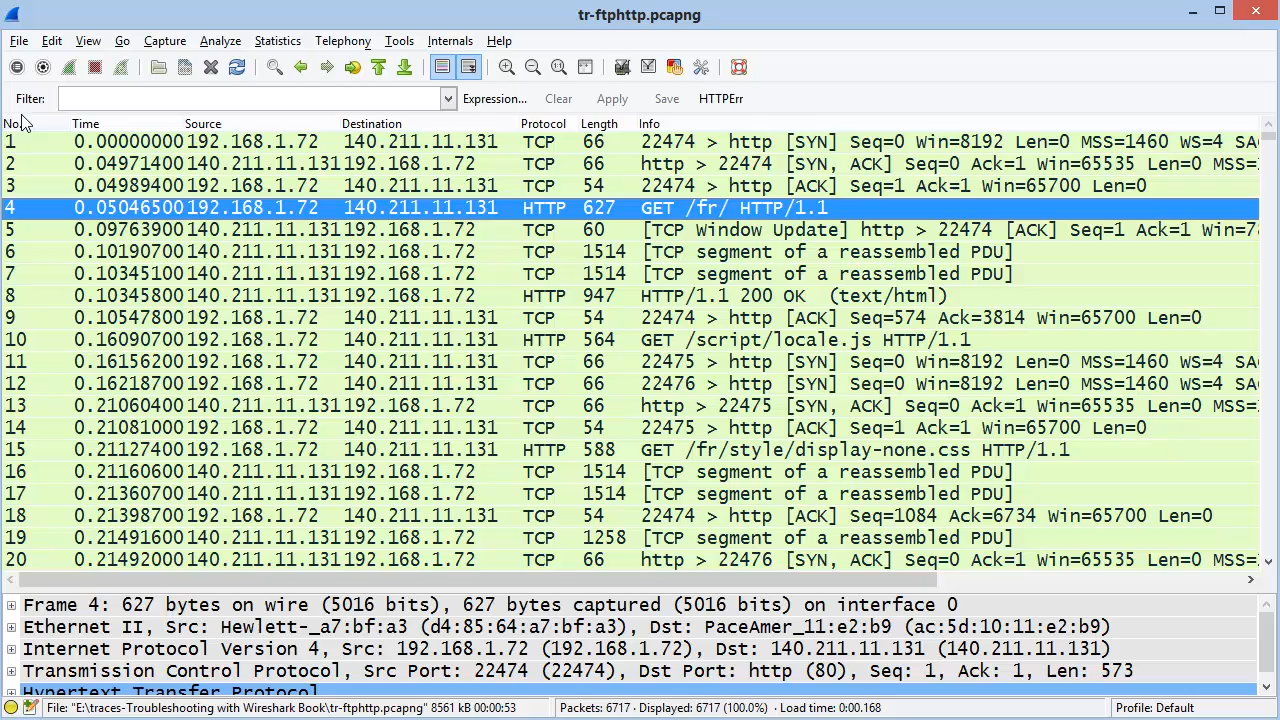 tr-ftphttp.pcapng
File Edit View Go Capture Analyze Statistics Telephony Tools Internals Help
Filter: Expression... Clear Apply Save HTTPErr
No. Time Source Destination Protocol Length Info
1 0.00000000 192.168.1.72 140.211.11.131 TCP 66 22474 > http [SYN] Seq=0 Win=8192 Len=0 MSS=1460 WS=4 SA
2 0.04971400 140.211.11.131 192.168.1.72 TCP 66 http > 22474 [SYN, ACK] Seq=0 Ack=1 Win=65535 Len=0 MSS=
3 0.04989400 192.168.1.72 140.211.11.131 TCP 54 22474 > http [ACK] Seq=1 Ack=1 Win=65700 Len=0
4 0.05046500 192.168.1.72 140.211.11.131 HTTP 627 GET /fr/ HTTP/1.1
5 0.09763900 140.211.11.131 192.168.1.72 TCP 60 [TCP Window Update] http > 22474 [ACK] Seq=1 Ack=1 Win=78
6 0.10190700 140.211.11.131 192.168.1.72 TCP 1514 [TCP segment of a reassembled PDU]
7 0.10345100 140.211.11.131 192.168.1.72 TCP 1514 [TCP segment of a reassembled PDU]
8 0.10345800 140.211.11.131 192.168.1.72 HTTP 947 HTTP/1.1 200 OK (text/html)
9 0.10547800 192.168.1.72 140.211.11.131 TCP 54 22474 > http [ACK] Seq=574 Ack=3814 Win=65700 Len=0
10 0.16090700 192.168.1.72 140.211.11.131 HTTP 564 GET /script/locale.js HTTP/1.1
11 0.16156200 192.168.1.72 140.211.11.131 TCP 66 22475 > http [SYN] Seq=0 Win=8192 Len=0 MSS=1460 WS=4 SA
12 0.16218700 192.168.1.72 140.211.11.131 TCP 66 22476 > http [SYN] Seq=0 Win=8192 Len=0 MSS=1460 WS=4 SA
13 0.21060400 140.211.11.131 192.168.1.72 TCP 66 http > 22475 [SYN, ACK] Seq=0 Ack=1 Win=65535 Len=0 MSS=
14 0.21081000 192.168.1.72 140.211.11.131 TCP 54 22475 > http [ACK] Seq=1 Ack=1 Win=65700 Len=0
15 0.21127400 192.168.1.72 140.211.11.131 HTTP 588 GET /fr/style/display-none.css HTTP/1.1
16 0.21160600 140.211.11.131 192.168.1.72 TCP 1514 [TCP segment of a reassembled PDU]
17 0.21360700 140.211.11.131 192.168.1.72 TCP 1514 [TCP segment of a reassembled PDU]
18 0.21398700 192.168.1.72 140.211.11.131 TCP 54 22474 > http [ACK] Seq=1084 Ack=6734 Win=65700 Len=0
19 0.21491600 140.211.11.131 192.168.1.72 TCP 1258 [TCP segment of a reassembled PDU]
20 0.21492000 140.211.11.131 192.168.1.72 TCP 66 http > 22476 [SYN, ACK] Seq=0 Ack=1 Win=65535 Len=0 MSS=
Frame 4: 627 bytes on wire (5016 bits), 627 bytes captured (5016 bits) on interface 0
Ethernet II, Src: Hewlett-_a7:bf:a3 (d4:85:64:a7:bf:a3), Dst: PaceAmer_11:e2:b9 (ac:5d:10:11:e2:b9)
Internet Protocol Version 4, Src: 192.168.1.72 (192.168.1.72), Dst: 140.211.11.131 (140.211.11.131)
Transmission Control Protocol, Src Port: 22474 (22474), Dst Port: http (80), Seq: 1, Ack: 1, Len: 573
Hypertext Transfer Protocol
File: "E:\traces-Troubleshooting with Wireshark Book\tr-ftphttp.pcapng" 8561 kB 00:00:53 Packets: 6717 · Displayed: 6717 (100.0%) · Load time: 0:00.168 Profile: Default